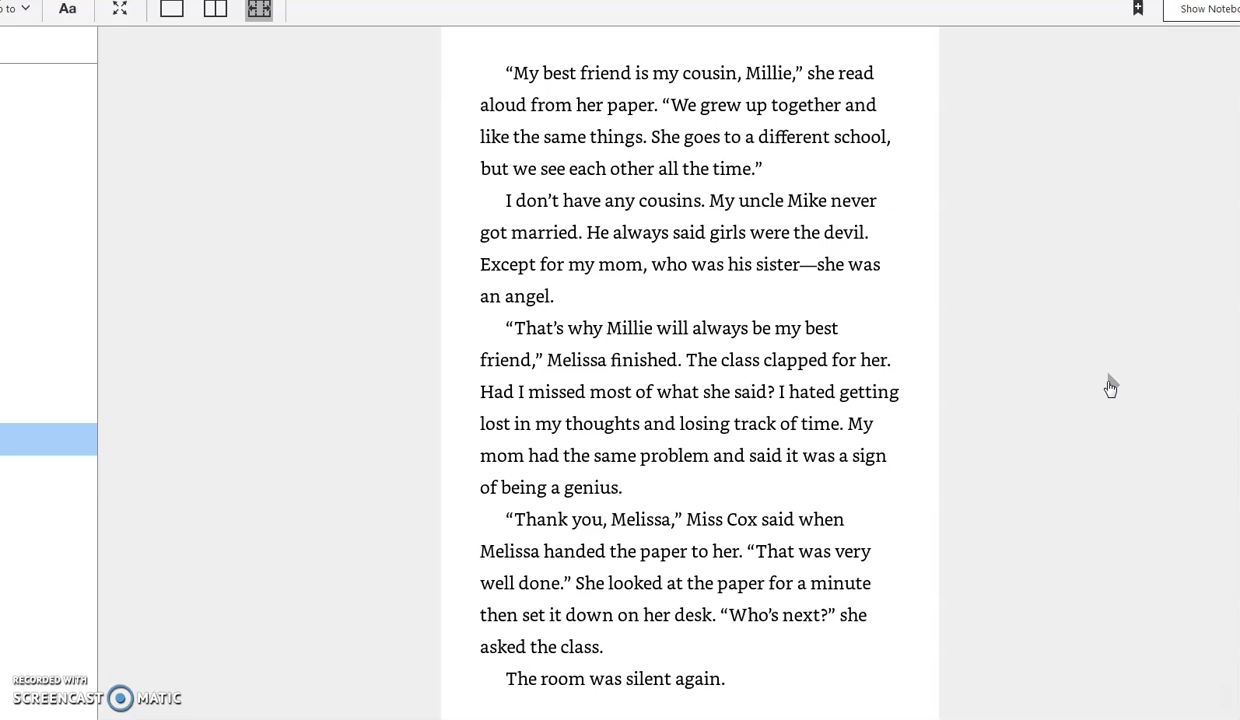 to
Aa
Show Notebo
“My best friend is my cousin, Millie,” she read
aloud from her paper. “We grew up together and
like the same things. She goes to a different school,
but we see each other all the time.”
I don’t have any cousins. My uncle Mike never
got married. He always said girls were the devil.
Except for my mom, who was his sister—she was
an angel.
“That’s why Millie will always be my best
friend,” Melissa finished. The class clapped for her.
Had I missed most of what she said? I hated getting
lost in my thoughts and losing track of time. My
mom had the same problem and said it was a sign
of being a genius.
“Thank you, Melissa,” Miss Cox said when
Melissa handed the paper to her. “That was very
well done.” She looked at the paper for a minute
then set it down on her desk. “Who’s next?” she
asked the class.
The room was silent again.
RECORDED WITH
SCREENCAST MATIC